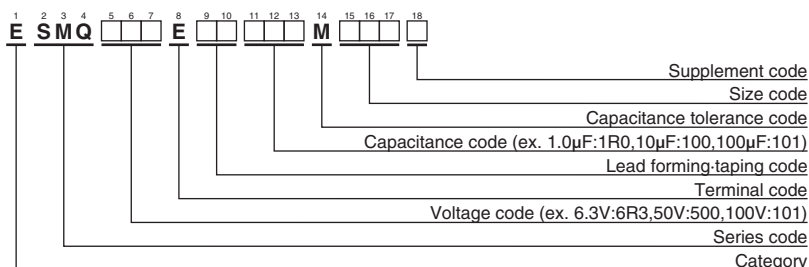 1 2 3 4 5 6 7 8 9 10 11 12 13 14 15 16 17 18
E SMQ E M
Supplement code
Size code
Capacitance tolerance code
Capacitance code (ex. 1.0µF:1R0,10µF:100,100µF:101)
Lead forming·taping code
Terminal code
Voltage code (ex. 6.3V:6R3,50V:500,100V:101)
Series code
Category